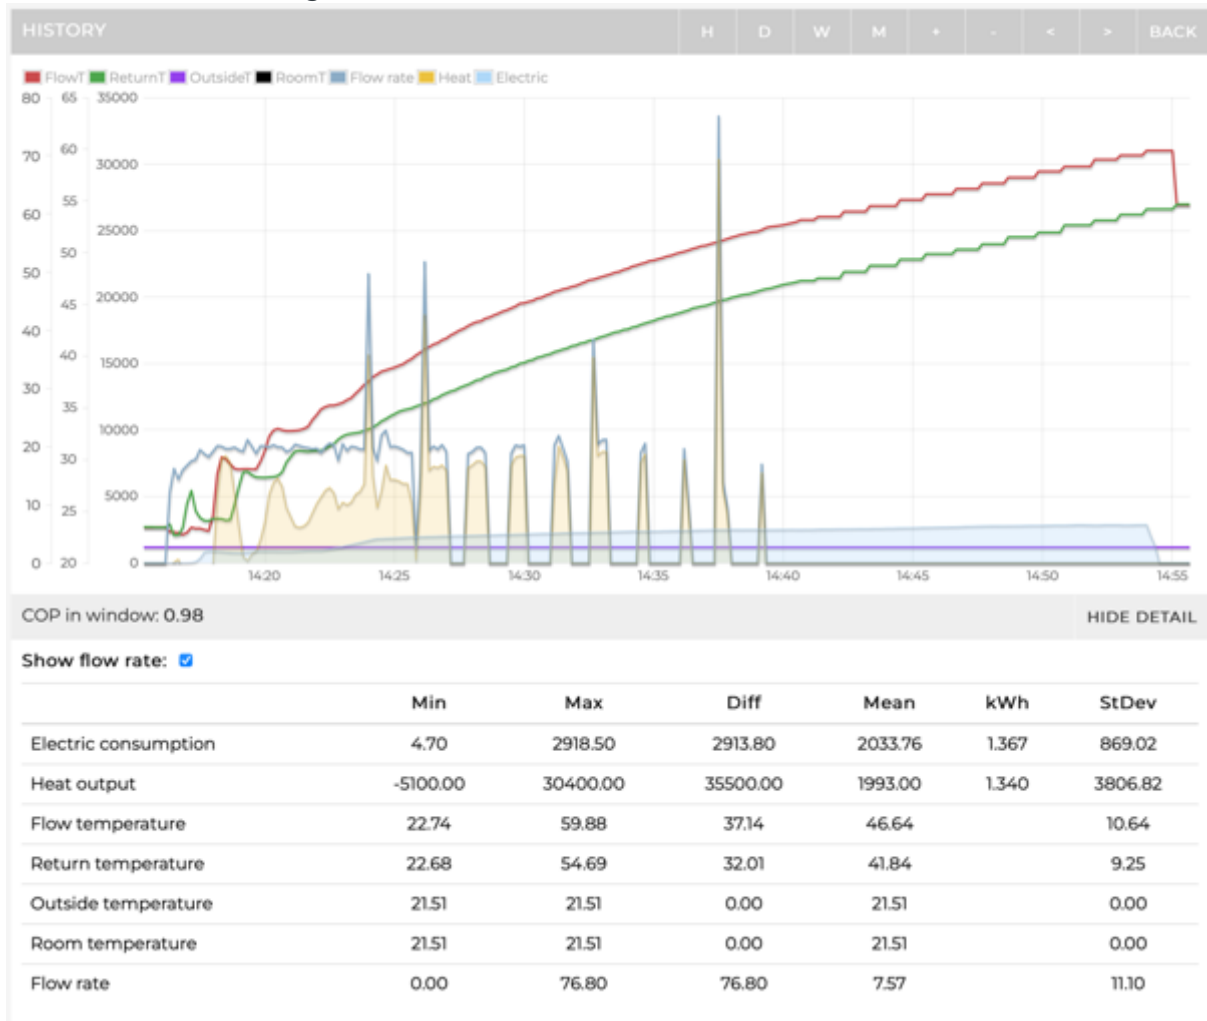 HISTORY H D W M + - < > BACK
FlowT ReturnT OutsideT RoomT Flow rate Heat Electric
80 65 35000
70 60 30000
60 55 25000
50 50 20000
40 45 15000
30 40 10000
20 35 5000
10 30 0
0 25
20
14:20 14:25 14:30 14:35 14:40 14:45 14:50 14:55
COP in window: 0.98 HIDE DETAIL
Show flow rate:
Min Max Diff Mean kWh StDev
Electric consumption 4.70 2918.50 2913.80 2033.76 1.367 869.02
Heat output -5100.00 30400.00 35500.00 1993.00 1.340 3806.82
Flow temperature 22.74 59.88 37.14 46.64 10.64
Return temperature 22.68 54.69 32.01 41.84 9.25
Outside temperature 21.51 21.51 0.00 21.51 0.00
Room temperature 21.51 21.51 0.00 21.51 0.00
Flow rate 0.00 76.80 76.80 7.57 11.10